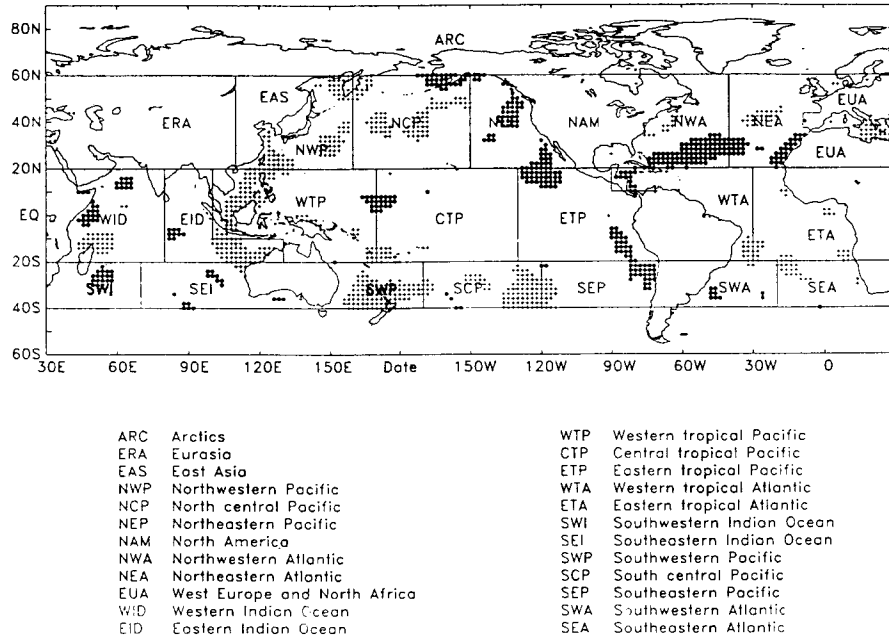 80N
ARC
60N
EAS
EUA
40N
ERA
NCP
NAM
NWA
NEA
NWP
EUA
20N
WTP
WTA
EQ
WID
EID
CTP
ETP
ETA
20S
SWI
SEI
SWP
SCP
SEP
SWA
SEA
40S
60S
30E 60E 90E 120E 150E Date 150W 120W 90W 60W 30W 0
ARC Arctics
ERA Eurasia
EAS East Asia
NWP Northwestern Pacific
NCP North central Pacific
NEP Northeastern Pacific
NAM North America
NWA Northwestern Atlantic
NEA Northeastern Atlantic
EUA West Europe and North Africa
WID Western Indian Ocean
EID Eastern Indian Ocean
WTP Western tropical Pacific
CTP Central tropical Pacific
ETP Eastern tropical Pacific
WTA Western tropical Atlantic
ETA Eastern tropical Atlantic
SWI Southwestern Indian Ocean
SEI Southeastern Indian Ocean
SWP Southwestern Pacific
SCP South central Pacific
SEP Southeastern Pacific
SWA Southwestern Atlantic
SEA Southeastern Atlantic